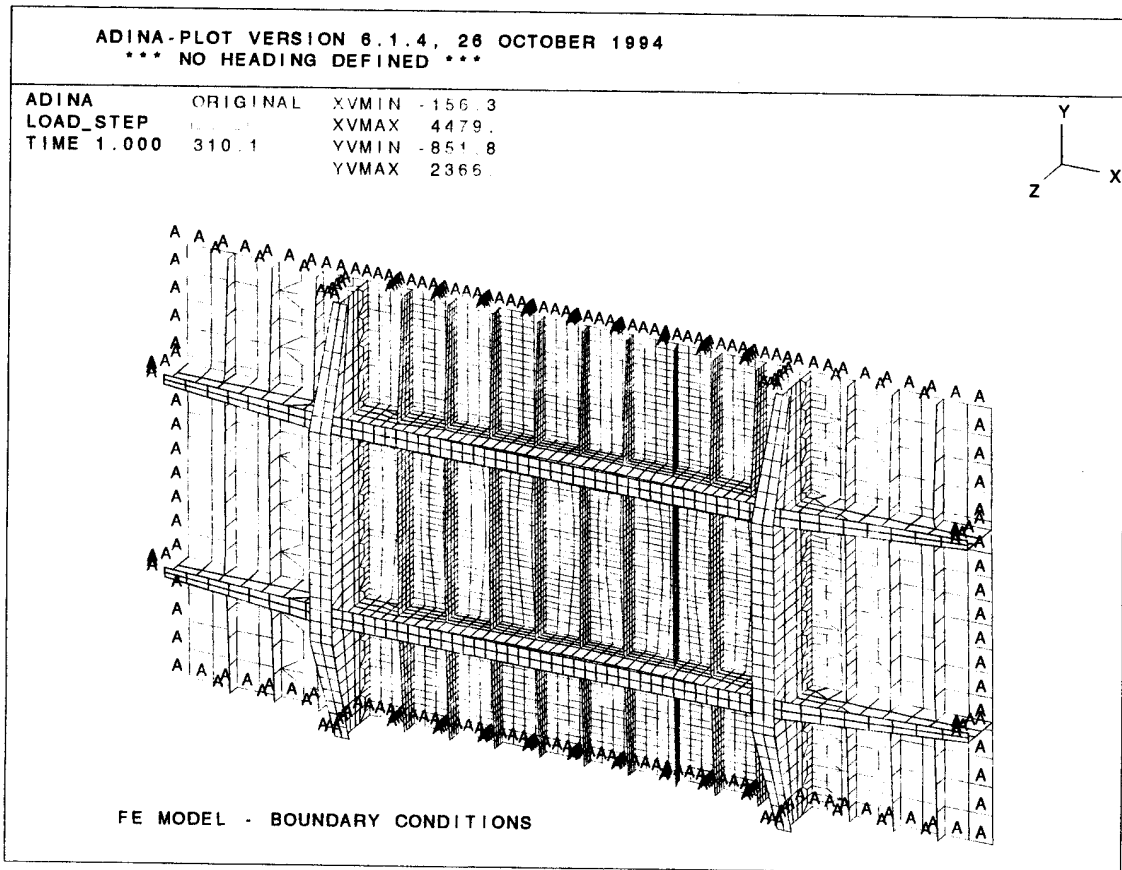 ADINA-PLOT VERSION 6.1.4, 26 OCTOBER 1994
*** NO HEADING DEFINED ***
ADINA ORIGINAL XVMIN -156.3
LOAD_STEP XVMAX 4479.
TIME 1.000 310.1 YVMIN -851.8
YVMAX 2366.
Y
X
Z
FE MODEL - BOUNDARY CONDITIONS